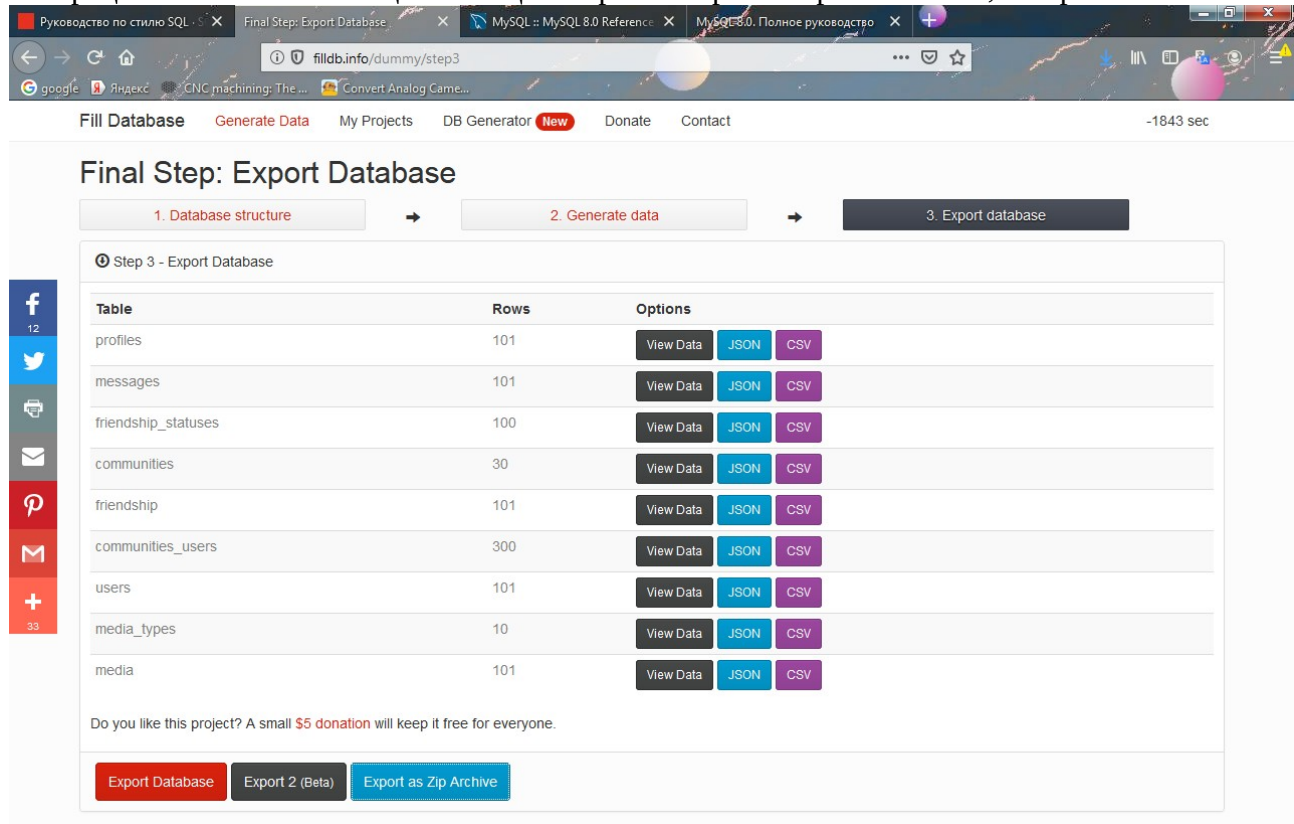 Руководство по стилю SQL · S
Final Step: Export Database
MySQL :: MySQL 8.0 Reference
MySQL 8.0. Полное руководство
filldb.info/dummy/step3
google
Яндекс
CNC machining: The ...
Convert Analog Came...
Fill Database Generate Data My Projects DB Generator New Donate Contact -1843 sec
Final Step: Export Database
1. Database structure 2. Generate data 3. Export database
Step 3 - Export Database
Table Rows Options
profiles 101 View Data JSON CSV
messages 101 View Data JSON CSV
friendship_statuses 100 View Data JSON CSV
communities 30 View Data JSON CSV
friendship 101 View Data JSON CSV
communities_users 300 View Data JSON CSV
users 101 View Data JSON CSV
media_types 10 View Data JSON CSV
media 101 View Data JSON CSV
12
33
Do you like this project? A small $5 donation will keep it free for everyone.
Export Database Export 2 (Beta) Export as Zip Archive